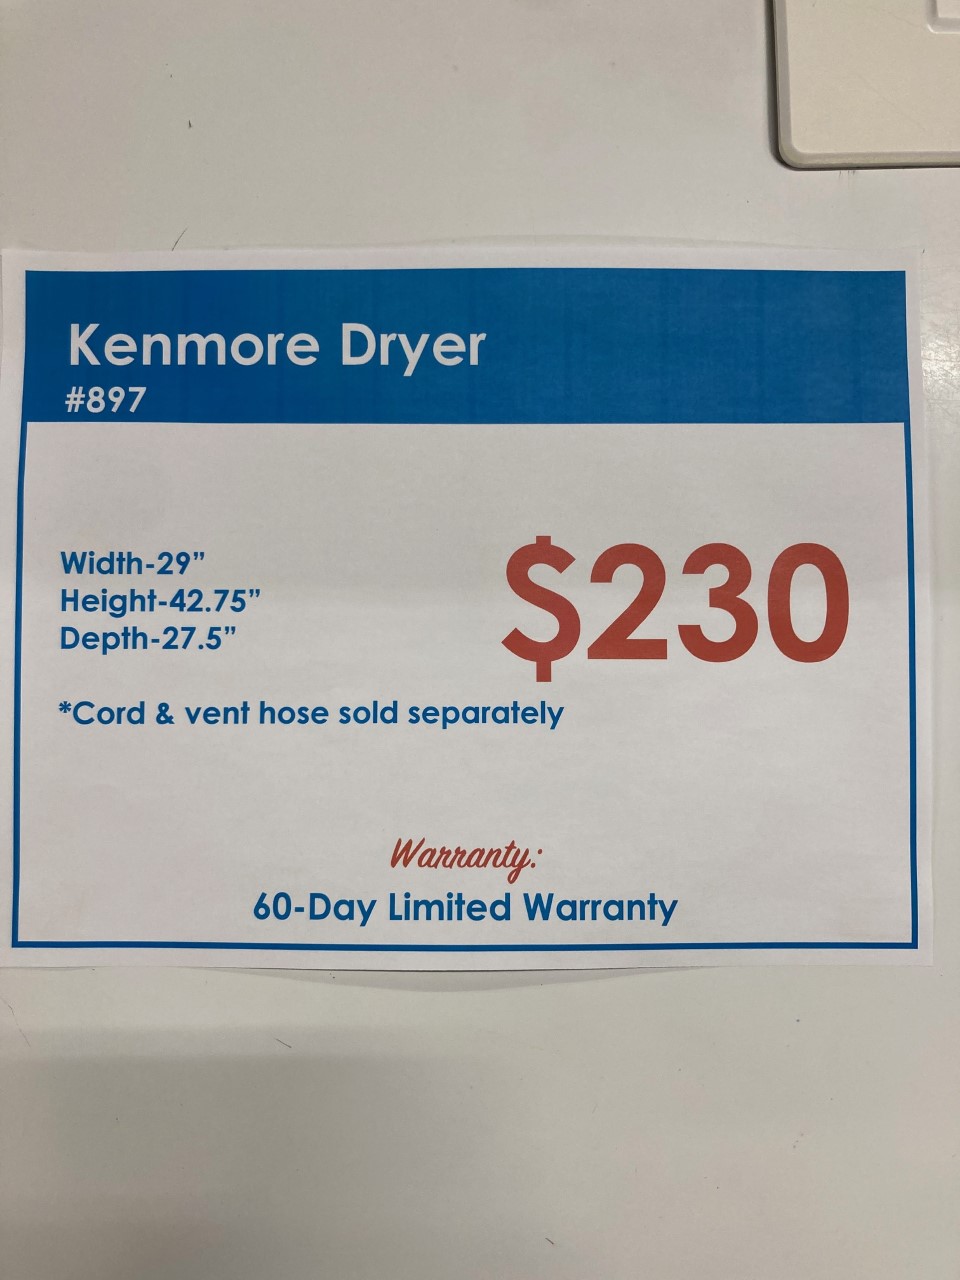 Kenmore Dryer
#897
Width-29”
Height-42.75”
Depth-27.5”
$230
*Cord & vent hose sold separately
Warranty:
60-Day Limited Warranty